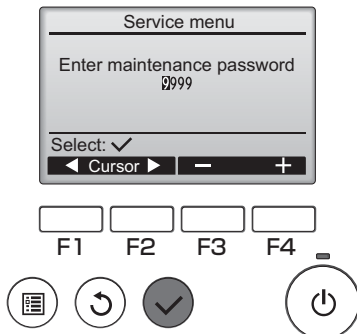 Service menu
Enter maintenance password
9999
Select: ✓
◀ Cursor ▶ − +
F1 F2 F3 F4